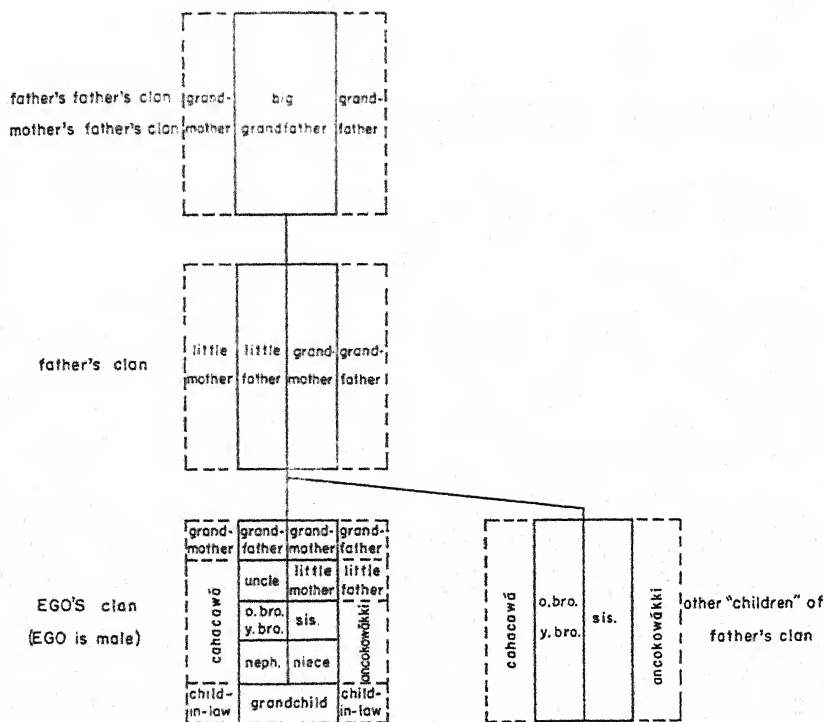 father's father's clan
mother's father's clan
grand-
mother
big
grandfather
grand-
father
father's clan
little
mother
little
father
grand-
mother
grand-
father
EGO'S clan
(EGO is male)
grand-
mother
grand-
father
grand-
mother
grand-
father
cahacawá
uncle
little
mother
little
father
o. bro.
y. bro.
sis.
ancokowákki
neph.
niece
child-
in-law
grandchild
child-
in-law
cahacawá
o. bro.
y. bro.
sis.
ancokowákki
other "children" of
father's clan